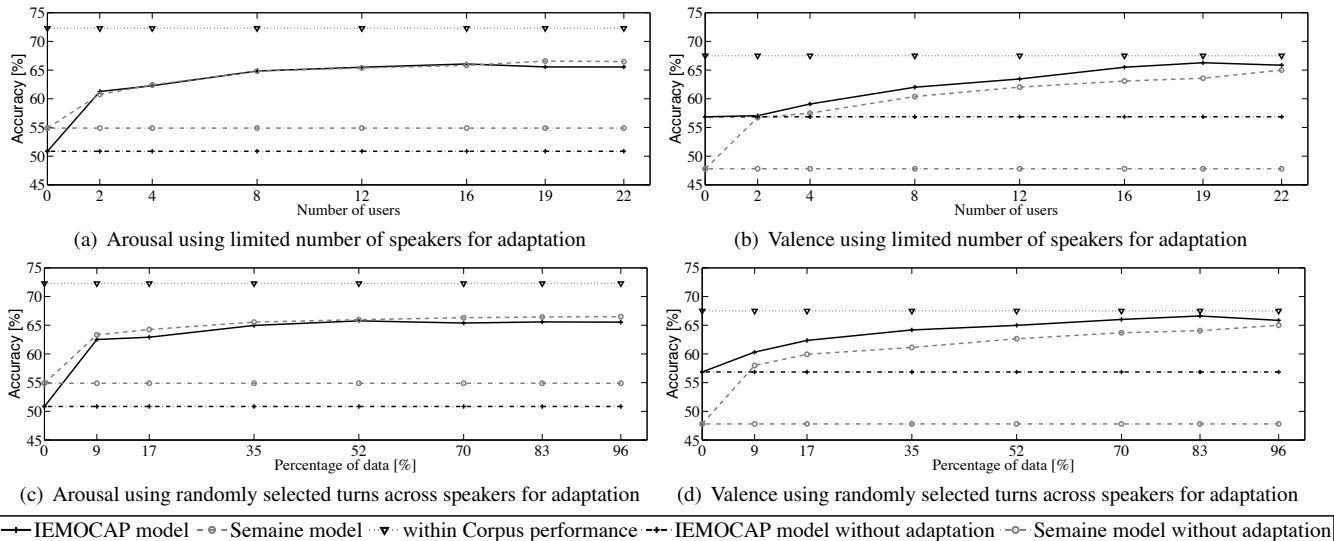 75
70
65
60
55
50
45
Accuracy [%]
0 2 4 8 12 16 19 22
Number of users
(a) Arousal using limited number of speakers for adaptation
75
70
65
60
55
50
45
Accuracy [%]
0 2 4 8 12 16 19 22
Number of users
(b) Valence using limited number of speakers for adaptation
75
70
65
60
55
50
45
Accuracy [%]
0 9 17 35 52 70 83 96
Percentage of data [%]
(c) Arousal using randomly selected turns across speakers for adaptation
75
70
65
60
55
50
45
Accuracy [%]
0 9 17 35 52 70 83 96
Percentage of data [%]
(d) Valence using randomly selected turns across speakers for adaptation
IEMOCAP model Semaine model within Corpus performance IEMOCAP model without adaptation Semaine model without adaptation